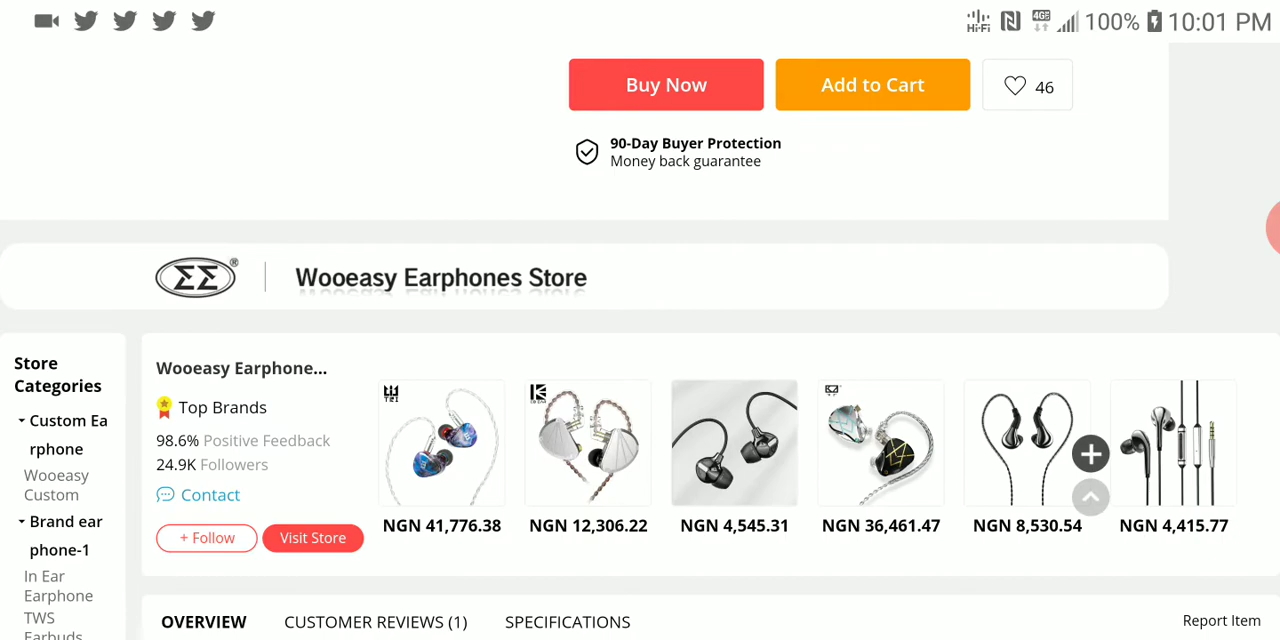 Hi-Fi
4G
100%
10:01 PM
Buy Now
Add to Cart
46
90-Day Buyer Protection
Money back guarantee
ΣΣ®
Wooeasy Earphones Store
Store
Categories
Custom Ea
rphone
Wooeasy
Custom
Brand ear
phone-1
In Ear
Earphone
TWS
Earbuds
Wooeasy Earphone...
Top Brands
98.6% Positive Feedback
24.9K Followers
Contact
+ Follow
Visit Store
TRI
KZ
NGN 41,776.38
NGN 12,306.22
NGN 4,545.31
NGN 36,461.47
NGN 8,530.54
NGN 4,415.77
OVERVIEW
CUSTOMER REVIEWS (1)
SPECIFICATIONS
Report Item